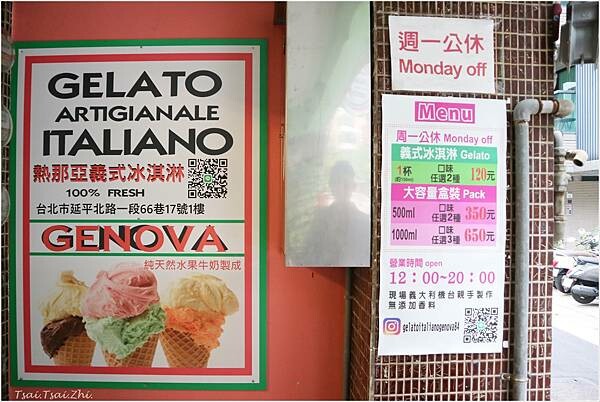 GELATO
ARTIGIANALE
ITALIANO
熱那亞義式冰淇淋
100% FRESH
台北市延平北路一段66巷17號1樓
GENOVA
純天然水果牛奶製成
Tsai.Tsai.Zhi.
週一公休
Monday off
Menu
週一公休 Monday off
義式冰淇淋 Gelato
1杯 口味任選2種 120元
大容量盒裝 Pack
500ml 口味任選2種 350元
1000ml 口味任選3種 650元
營業時間 open
12：00~20：00
現場義大利機台親手製作
無添加香料
gelatoitalianogenova84